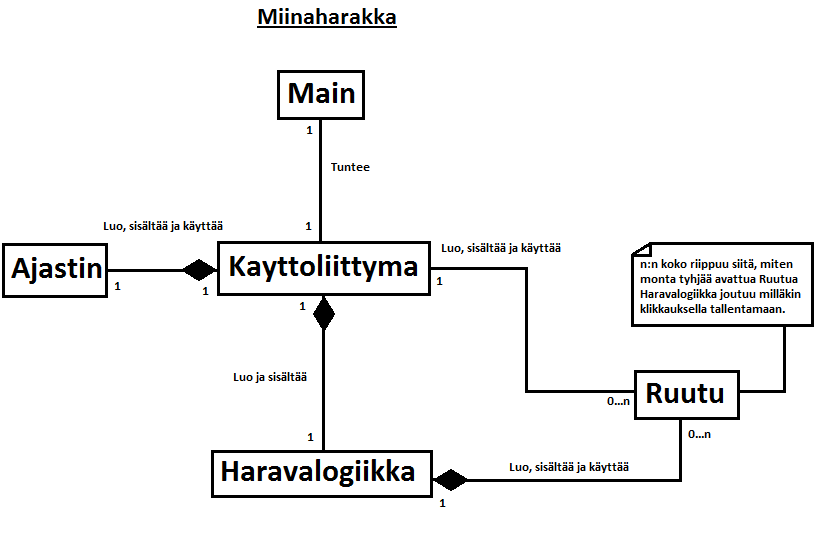 Miinaharakka
Main
1
Tuntee
1
Luo, sisältää ja käyttää
Ajastin
1
1
Kayttoliittyma
1
Luo, sisältää ja käyttää
1
n:n koko riippuu siitä, miten
monta tyhjää avattua Ruutua
Haravalogiikka joutuu milläkin
klikkauksella tallentamaan.
Luo ja sisältää
0...n
Ruutu
0...n
1
Haravalogiikka
1
Luo, sisältää ja käyttää